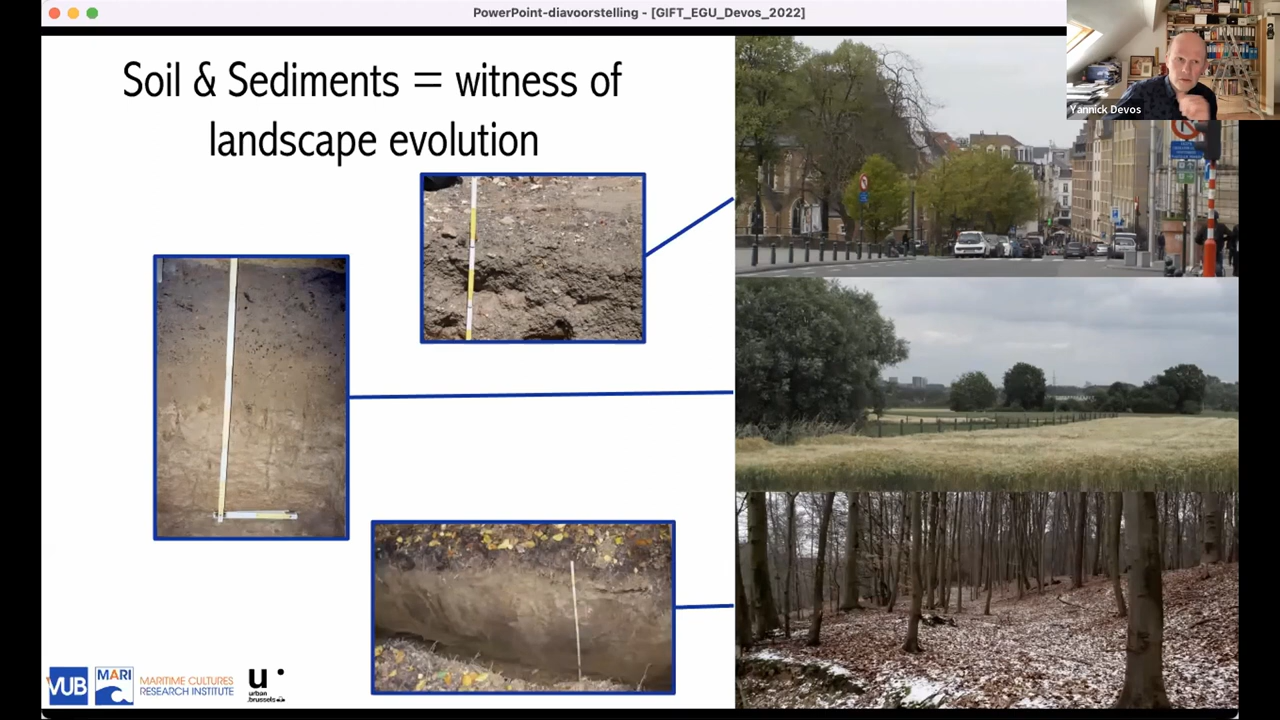 PowerPoint-diavoorstelling - [GIFT_EGU_Devos_2022]
Yannick Devos
Soil & Sediments = witness of
landscape evolution
VUB
MARI
MARITIME CULTURES
RESEARCH INSTITUTE
u
urban
.brussels